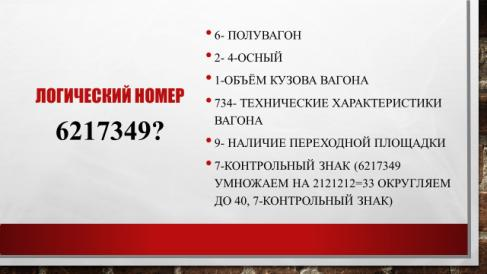 ЛОГИЧЕСКИЙ НОМЕР
6217349?
• 6- ПОЛУВАГОН
• 2- 4-ОСНЫЙ
• 1-ОБЪЁМ КУЗОВА ВАГОНА
• 734- ТЕХНИЧЕСКИЕ ХАРАКТЕРИСТИКИ
ВАГОНА
• 9- НАЛИЧИЕ ПЕРЕХОДНОЙ ПЛОЩАДКИ
• 7-КОНТРОЛЬНЫЙ ЗНАК (6217349
УМНОЖАЕМ НА 2121212=33 ОКРУГЛЯЕМ
ДО 40, 7-КОНТРОЛЬНЫЙ ЗНАК)